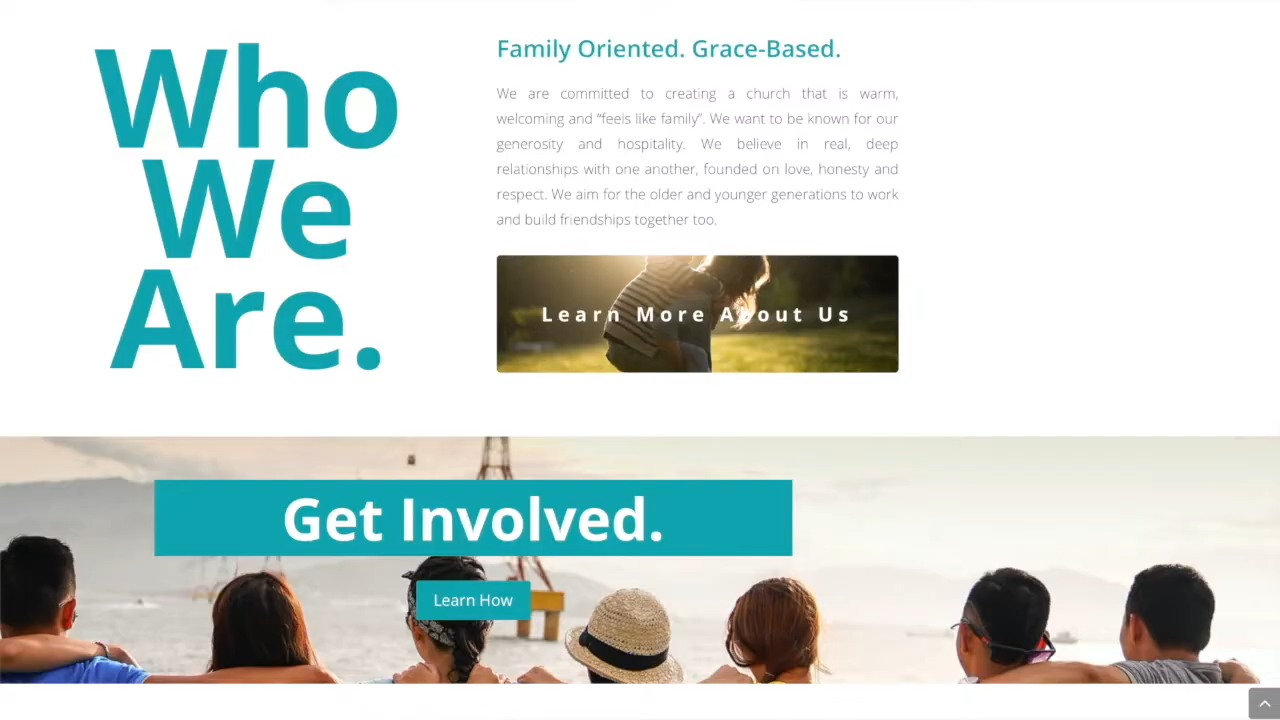 Who
We
Are.
Family Oriented. Grace-Based.
We are committed to creating a church that is warm,
welcoming and “feels like family”. We want to be known for our
generosity and hospitality. We believe in real, deep
relationships with one another, founded on love, honesty and
respect. We aim for the older and younger generations to work
and build friendships together too.
Learn More About Us
Get Involved.
Learn How